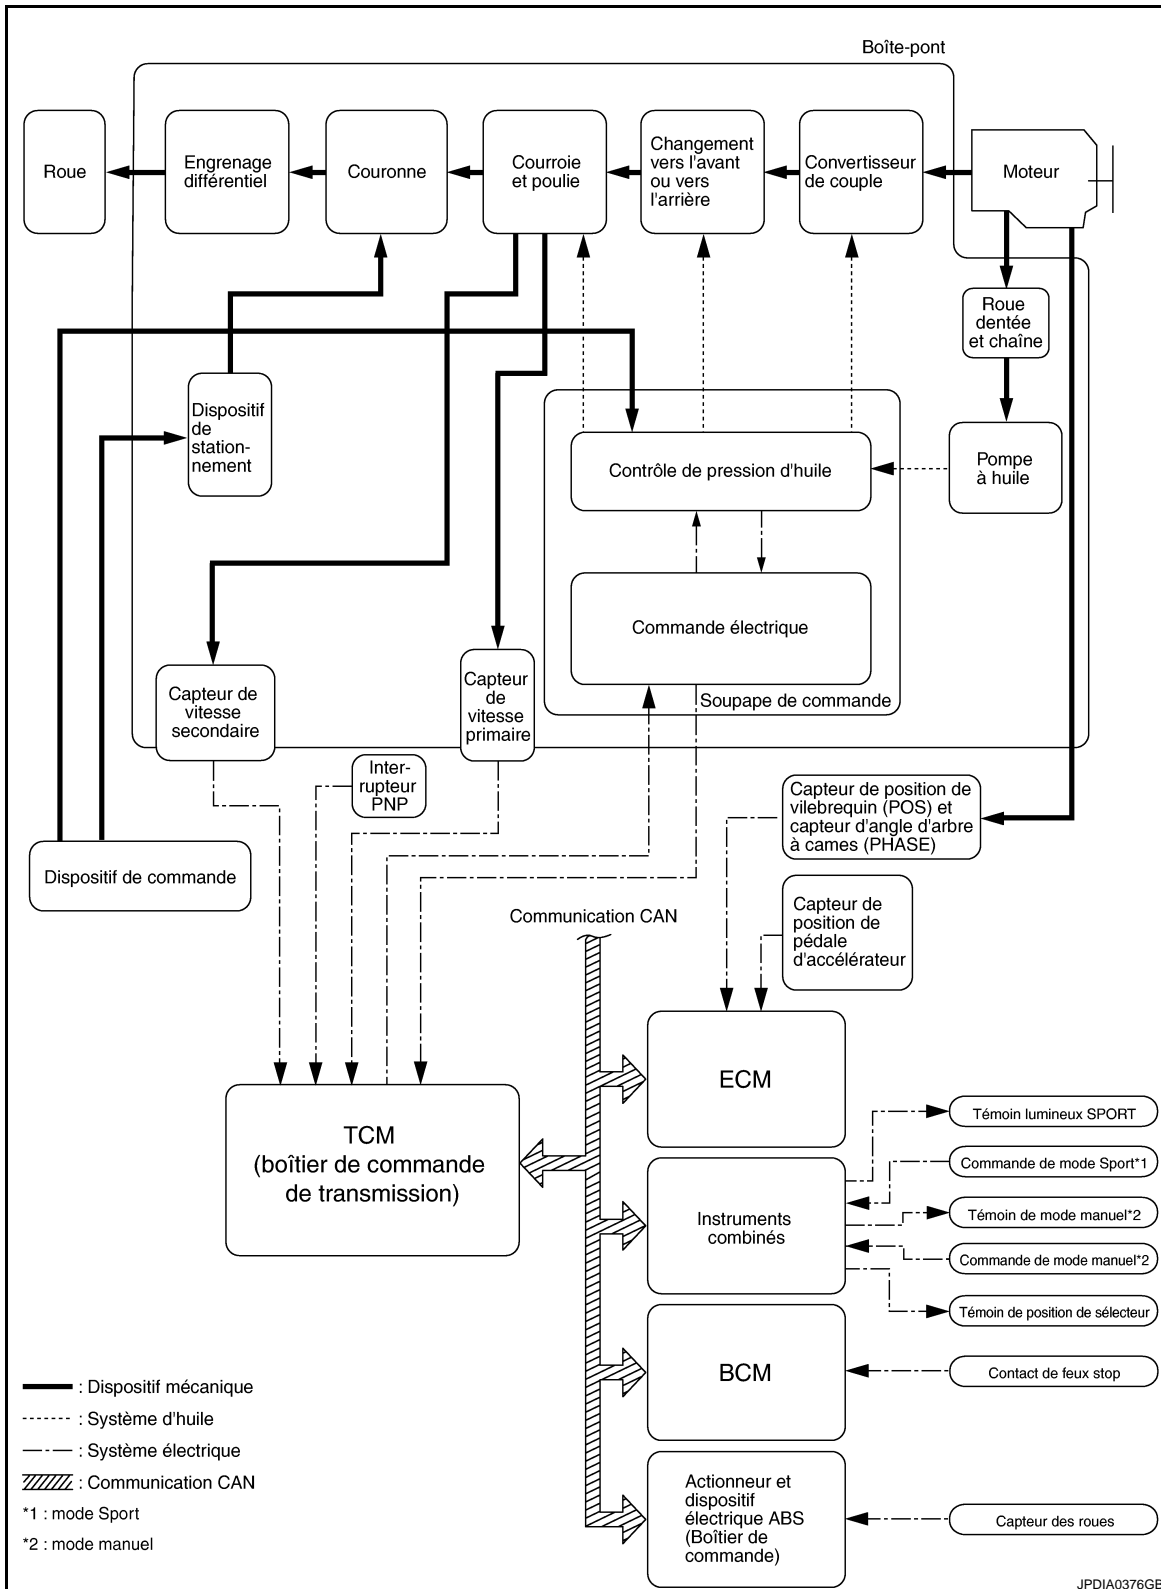 Boîte-pont
Roue
Engrenage
différentiel
Couronne
Courroie
et poulie
Changement
vers l'avant
ou vers
l'arrière
Convertisseur
de couple
Moteur
Roue
dentée
et chaîne
Dispositif
de
station-
nement
Contrôle de pression d'huile
Pompe
à huile
Commande électrique
Soupape de commande
Capteur de
vitesse
secondaire
Capteur
de
vitesse
primaire
Inter-
rupteur
PNP
Capteur de position de
vilebrequin (POS) et
capteur d'angle d'arbre
à cames (PHASE)
Dispositif de commande
Capteur de
position de
pédale
d'accélérateur
Communication CAN
ECM
TCM
(boîtier de commande
de transmission)
Témoin lumineux SPORT
Commande de mode Sport*1
Instruments
combinés
Témoin de mode manuel*2
Commande de mode manuel*2
Témoin de position de sélecteur
BCM
Contact de feux stop
Actionneur et
dispositif
électrique ABS
(Boîtier de
commande)
Capteur des roues
: Dispositif mécanique
: Système d'huile
: Système électrique
: Communication CAN
*1 : mode Sport
*2 : mode manuel
JPDIA0376GB